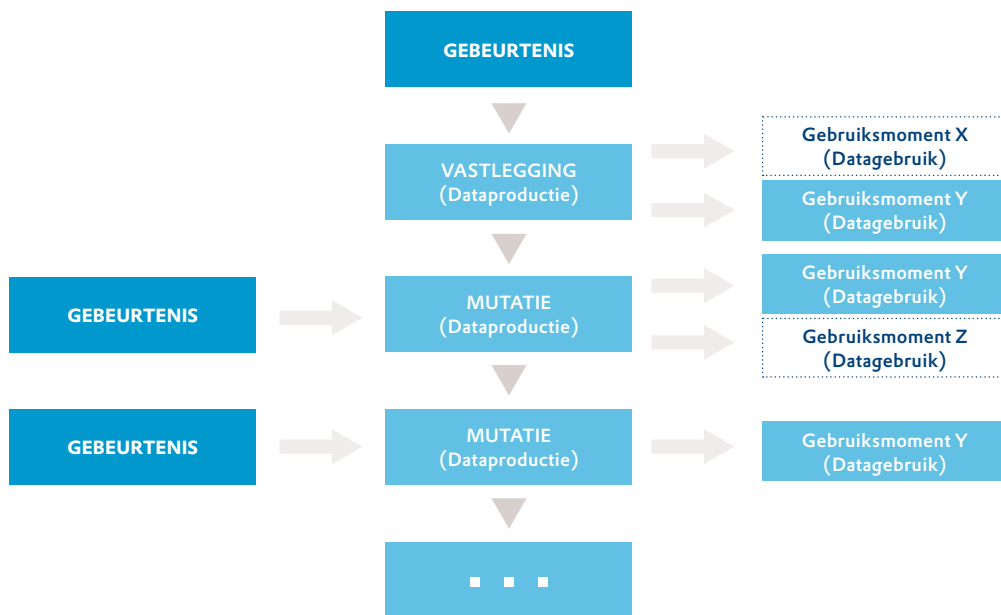 GEBEURTENIS
VASTLEGGING
(Dataproductie)
Gebruiksmoment X
(Datagebruik)
Gebruiksmoment Y
(Datagebruik)
GEBEURTENIS
MUTATIE
(Dataproductie)
Gebruiksmoment Y
(Datagebruik)
Gebruiksmoment Z
(Datagebruik)
GEBEURTENIS
MUTATIE
(Dataproductie)
Gebruiksmoment Y
(Datagebruik)
...